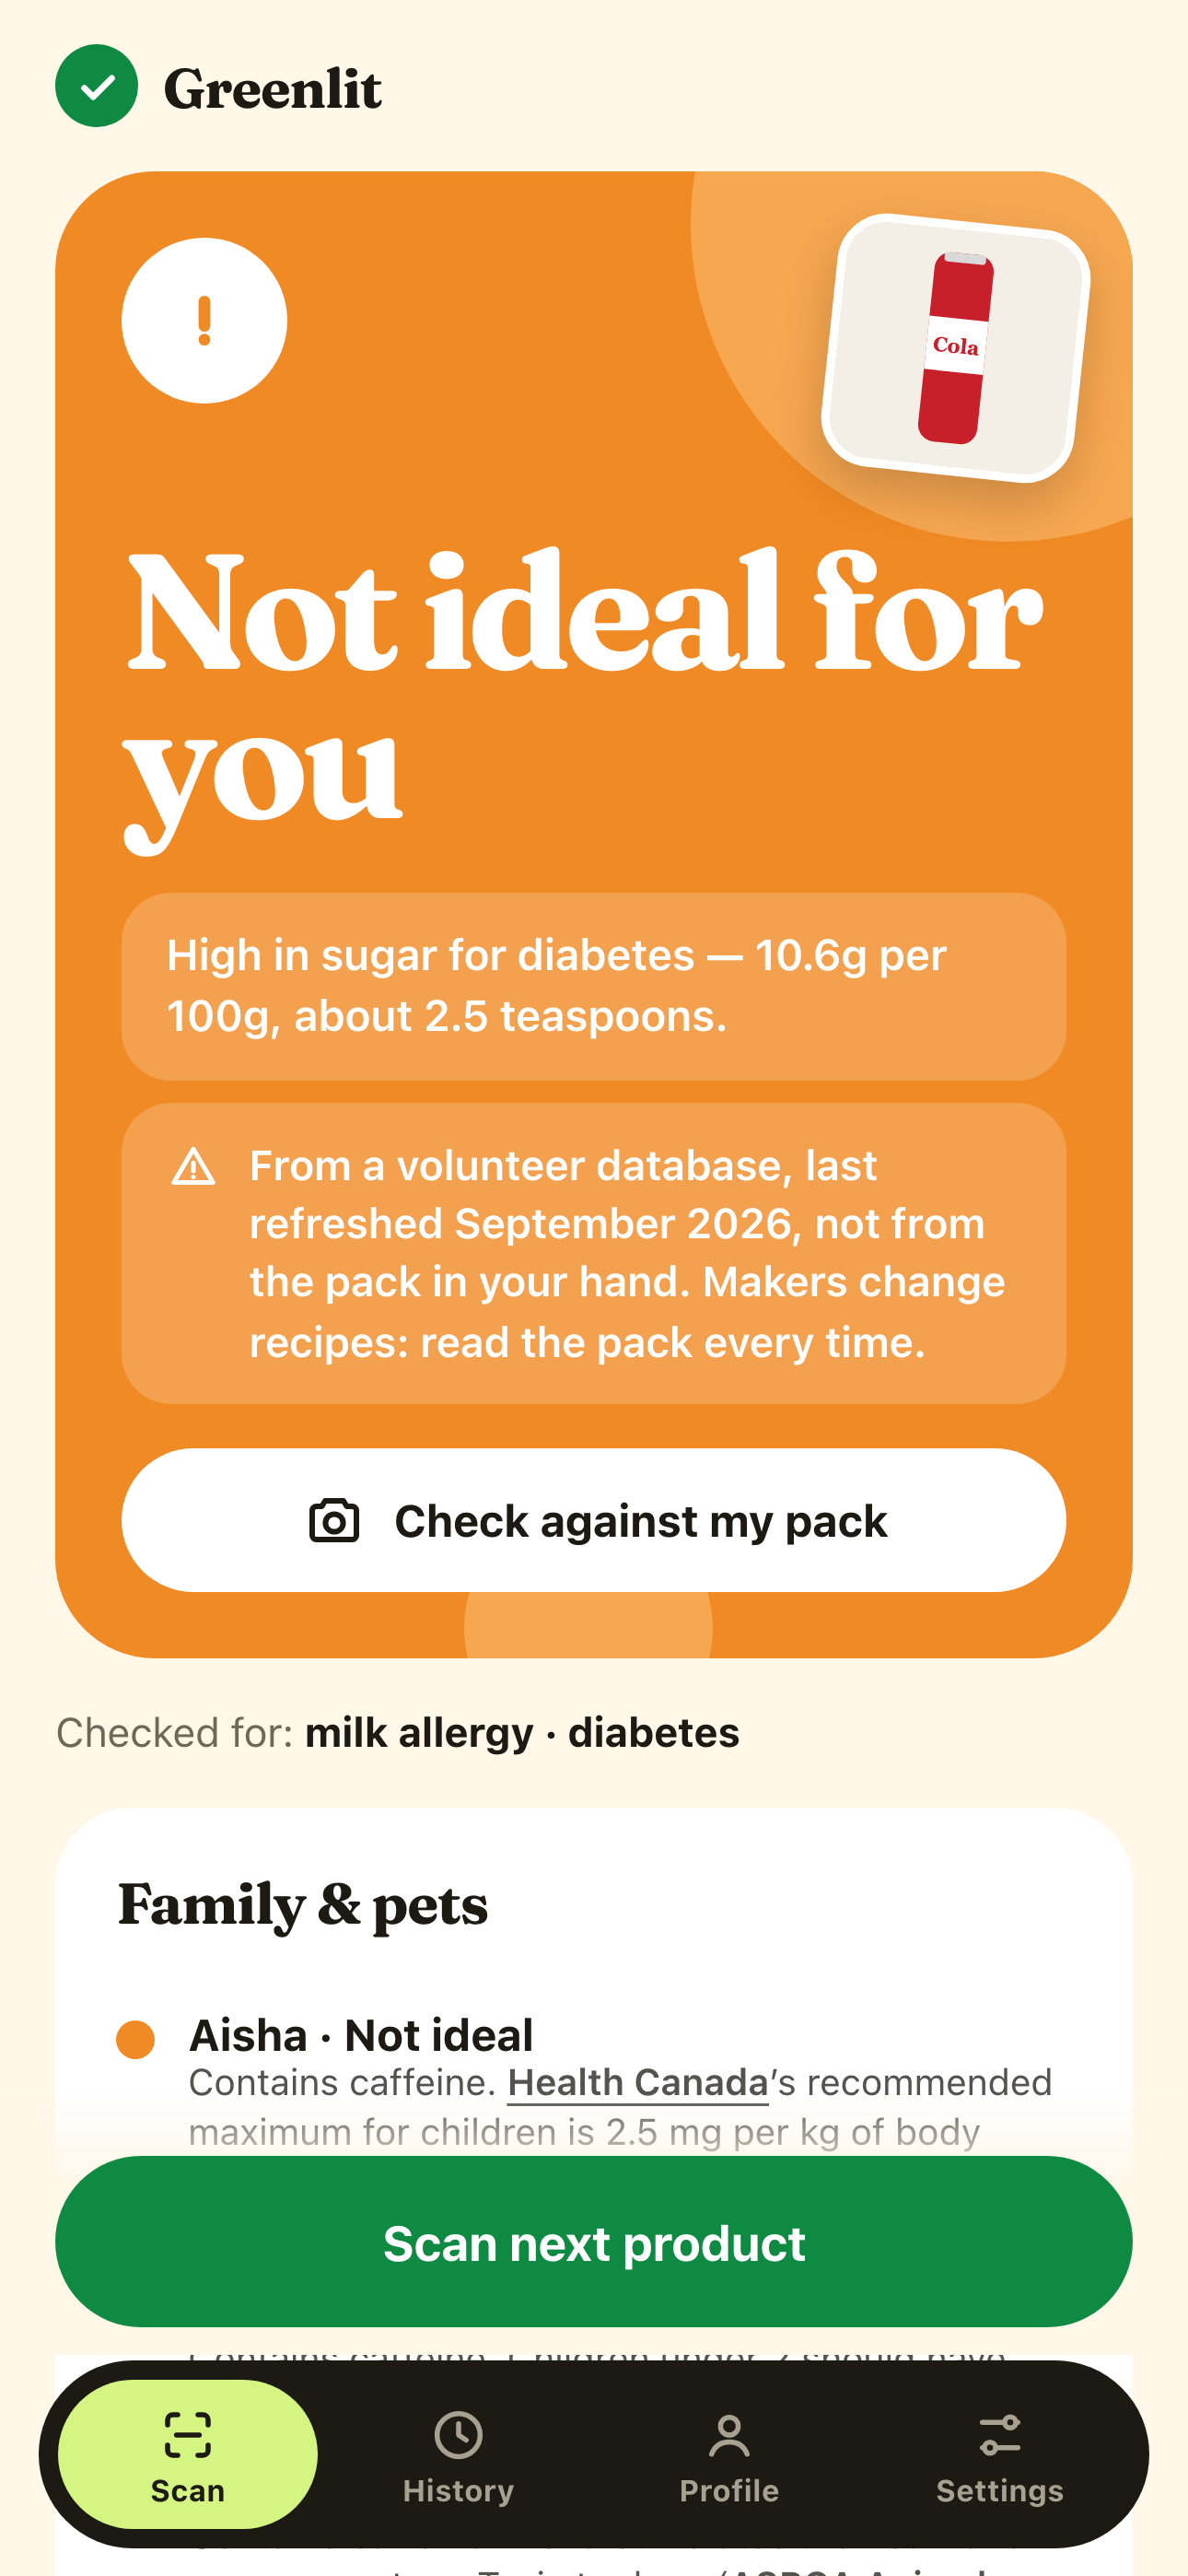 Greenlit
Cola
Not ideal for
you
High in sugar for diabetes — 10.6g per
100g, about 2.5 teaspoons.
From a volunteer database, last
refreshed September 2026, not from
the pack in your hand. Makers change
recipes: read the pack every time.
Check against my pack
Checked for: milk allergy · diabetes
Family & pets
Aisha · Not ideal
Contains caffeine. Health Canada’s recommended
maximum for children is 2.5 mg per kg of body
Scan next product
Scan
History
Profile
Settings